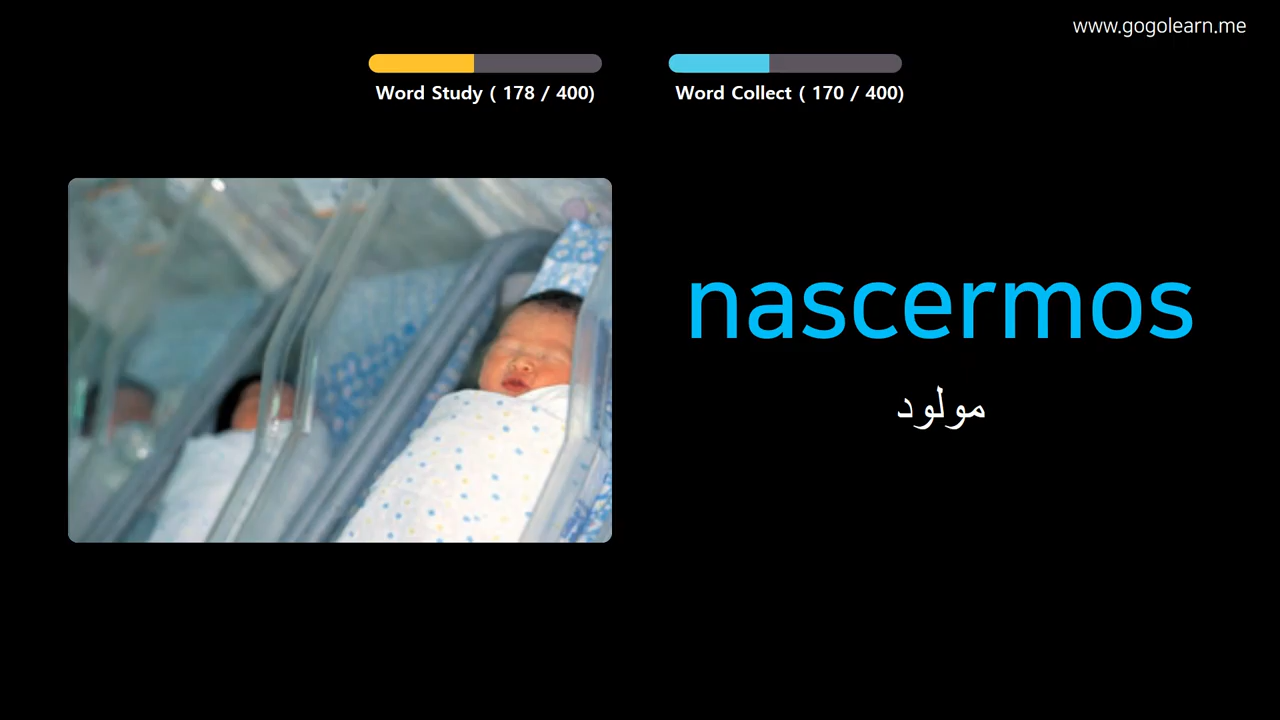 www.gogolearn.me
Word Study ( 178 / 400)
Word Collect ( 170 / 400)
nascermos
مولود